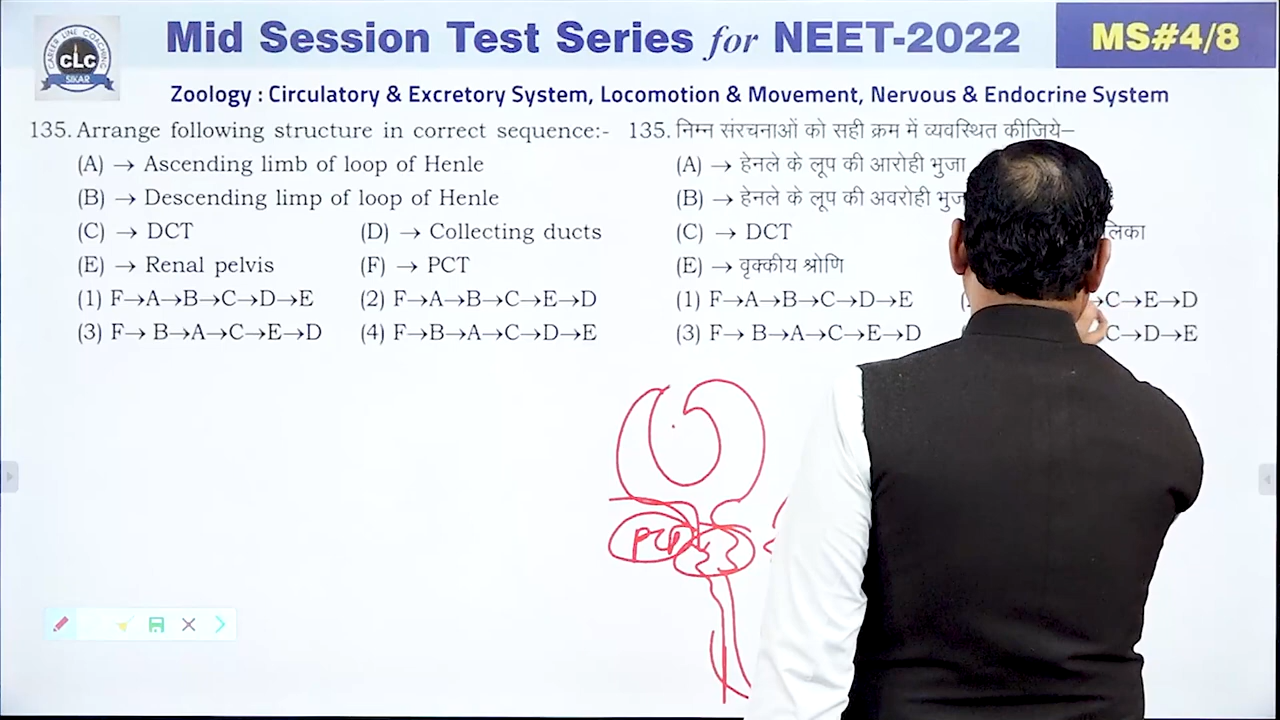 Mid Session Test Series for NEET-2022
MS#4/8
CAREER LINE COACHING
CLC
SIKAR
Zoology : Circulatory & Excretory System, Locomotion & Movement, Nervous & Endocrine System
135. Arrange following structure in correct sequence:-
(A) → Ascending limb of loop of Henle
(B) → Descending limp of loop of Henle
(C) → DCT (D) → Collecting ducts
(E) → Renal pelvis (F) → PCT
(1) F→A→B→C→D→E (2) F→A→B→C→E→D
(3) F→ B→A→C→E→D (4) F→B→A→C→D→E
135. निम्न संरचनाओं को सही क्रम में व्यवस्थित कीजिये–
(A) → हेनले के लूप की आरोही भुजा
(B) → हेनले के लूप की अवरोही भुजा
(C) → DCT
(E) → वृक्कीय श्रोणि
(1) F→A→B→C→D→E →C→E→D
(3) F→ B→A→C→E→D C→D→E
PCT